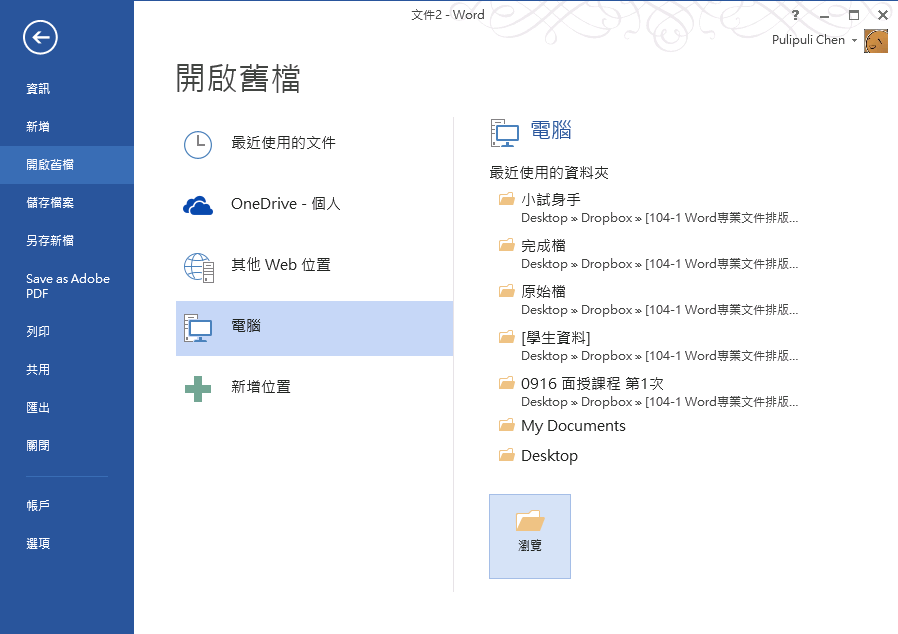 文件2 - Word
?
Pulipuli Chen
資訊
新增
開啟舊檔
儲存檔案
另存新檔
Save as Adobe
PDF
列印
共用
匯出
關閉
帳戶
選項
開啟舊檔
最近使用的文件
OneDrive - 個人
其他 Web 位置
電腦
新增位置
電腦
最近使用的資料夾
小試身手
Desktop » Dropbox » [104-1 Word專業文件排版...
完成檔
Desktop » Dropbox » [104-1 Word專業文件排版...
原始檔
Desktop » Dropbox » [104-1 Word專業文件排版...
[學生資料]
Desktop » Dropbox » [104-1 Word專業文件排版...
0916 面授課程 第1次
Desktop » Dropbox » [104-1 Word專業文件排版...
My Documents
Desktop
瀏覽